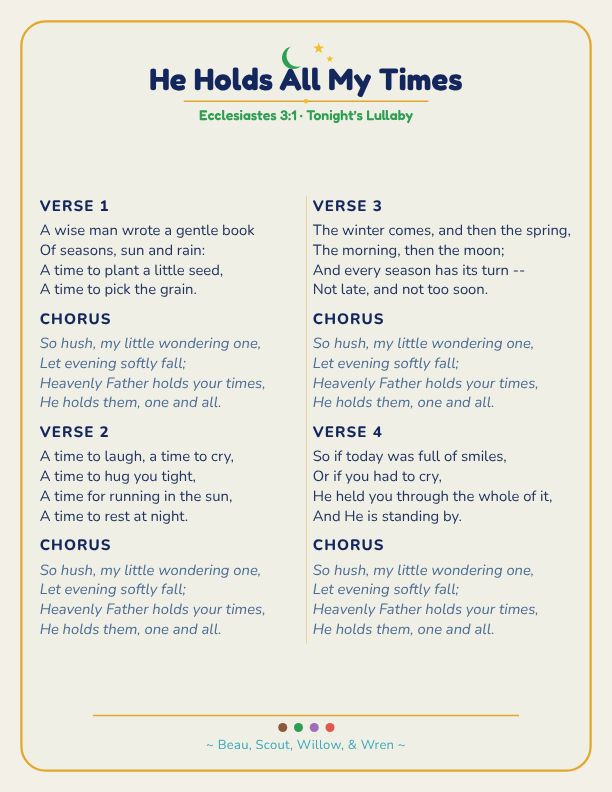 He Holds All My Times
Ecclesiastes 3:1 · Tonight's Lullaby
VERSE 1
A wise man wrote a gentle book
Of seasons, sun and rain:
A time to plant a little seed,
A time to pick the grain.
CHORUS
So hush, my little wondering one,
Let evening softly fall;
Heavenly Father holds your times,
He holds them, one and all.
VERSE 2
A time to laugh, a time to cry,
A time to hug you tight,
A time for running in the sun,
A time to rest at night.
CHORUS
So hush, my little wondering one,
Let evening softly fall;
Heavenly Father holds your times,
He holds them, one and all.
VERSE 3
The winter comes, and then the spring,
The morning, then the moon;
And every season has its turn --
Not late, and not too soon.
CHORUS
So hush, my little wondering one,
Let evening softly fall;
Heavenly Father holds your times,
He holds them, one and all.
VERSE 4
So if today was full of smiles,
Or if you had to cry,
He held you through the whole of it,
And He is standing by.
CHORUS
So hush, my little wondering one,
Let evening softly fall;
Heavenly Father holds your times,
He holds them, one and all.
~ Beau, Scout, Willow, & Wren ~